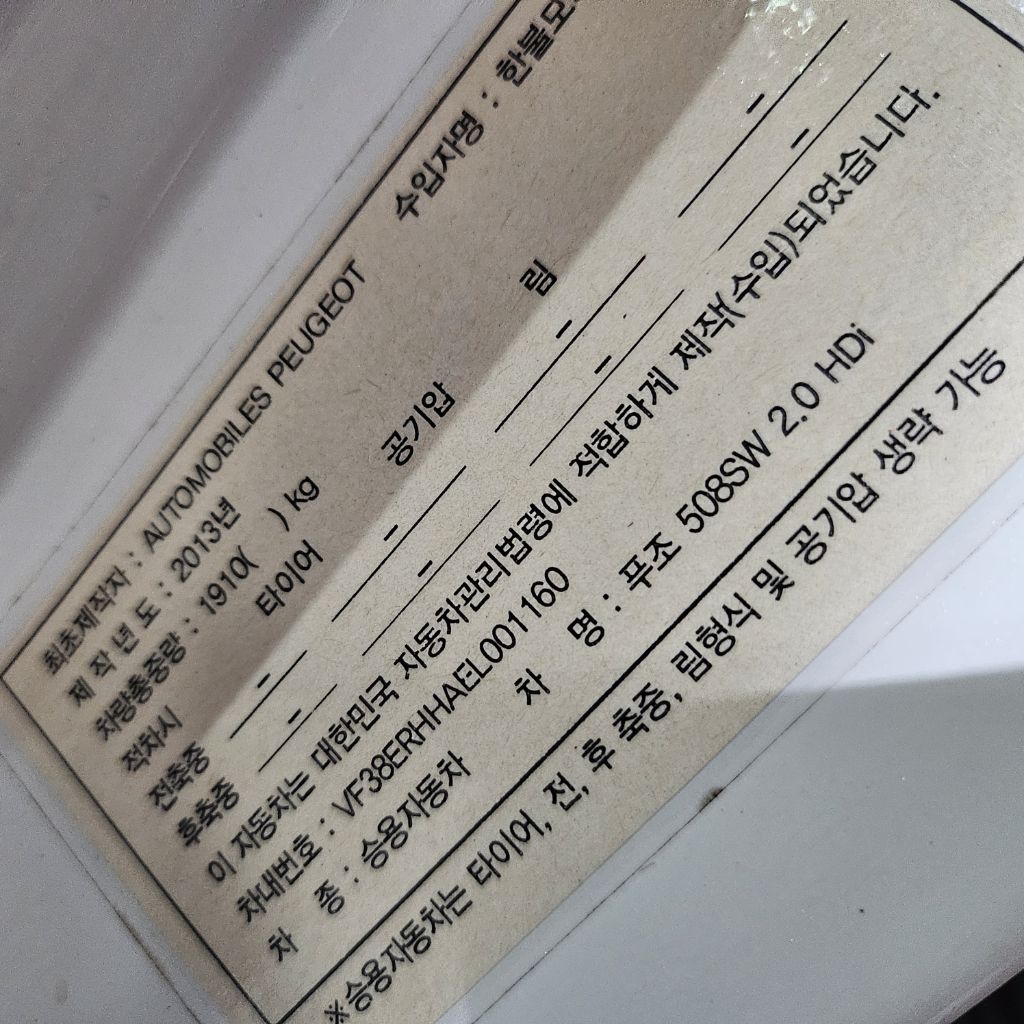 최초제작자 : AUTOMOBILES PEUGEOT 수입자명 : 한불모
제 작 년 도 : 2013년
차량총중량 : 1910( ) kg
적차시 타이어 공기압 림
전축중 - - - -
후축중 - - - -
이 자동차는 대한민국 자동차관리법령에 적합하게 제작(수입)되었습니다.
차대번호 : VF38ERHHAEL001160
차 종 : 승용자동차 차 명 : 푸조 508SW 2.0 HDi
※승용자동차는 타이어, 전, 후 축중, 림형식 및 공기압 생략 가능